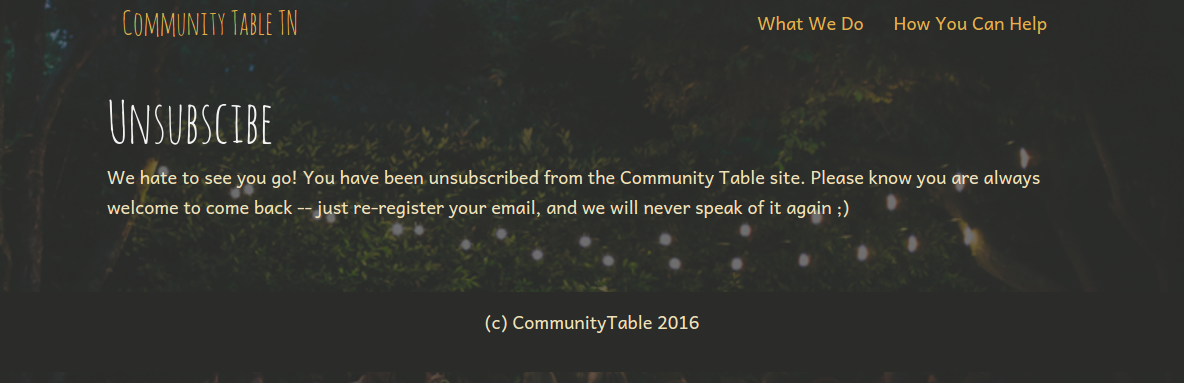 Community Table TN
What We Do
How You Can Help
Unsubscibe
We hate to see you go! You have been unsubscribed from the Community Table site. Please know you are always
welcome to come back -- just re-register your email, and we will never speak of it again ;)
(c) CommunityTable 2016